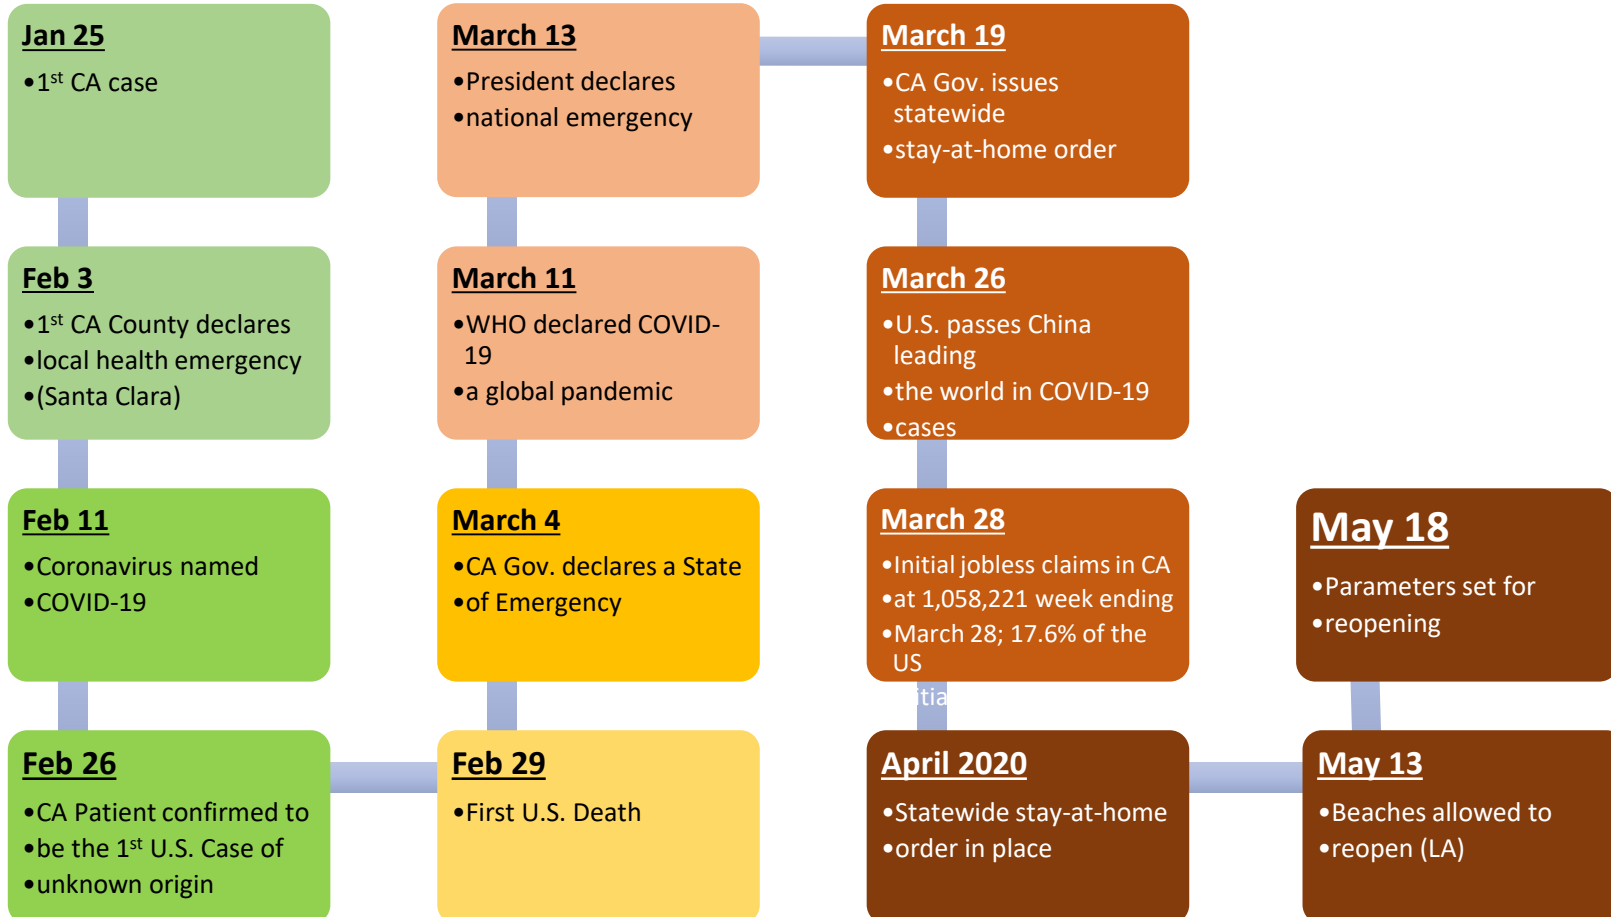 Jan 25
•1st CA case
Feb 3
•1st CA County declares
•local health emergency
•(Santa Clara)
Feb 11
•Coronavirus named
•COVID-19
Feb 26
•CA Patient confirmed to
•be the 1st U.S. Case of
•unknown origin
Feb 29
•First U.S. Death
March 4
•CA Gov. declares a State
•of Emergency
March 11
•WHO declared COVID-
19
•a global pandemic
March 13
•President declares
•national emergency
March 19
•CA Gov. issues
statewide
•stay-at-home order
March 26
•U.S. passes China
leading
•the world in COVID-19
•cases
March 28
•Initial jobless claims in CA
•at 1,058,221 week ending
•March 28; 17.6% of the
US
April 2020
•Statewide stay-at-home
•order in place
May 13
•Beaches allowed to
•reopen (LA)
May 18
•Parameters set for
•reopening